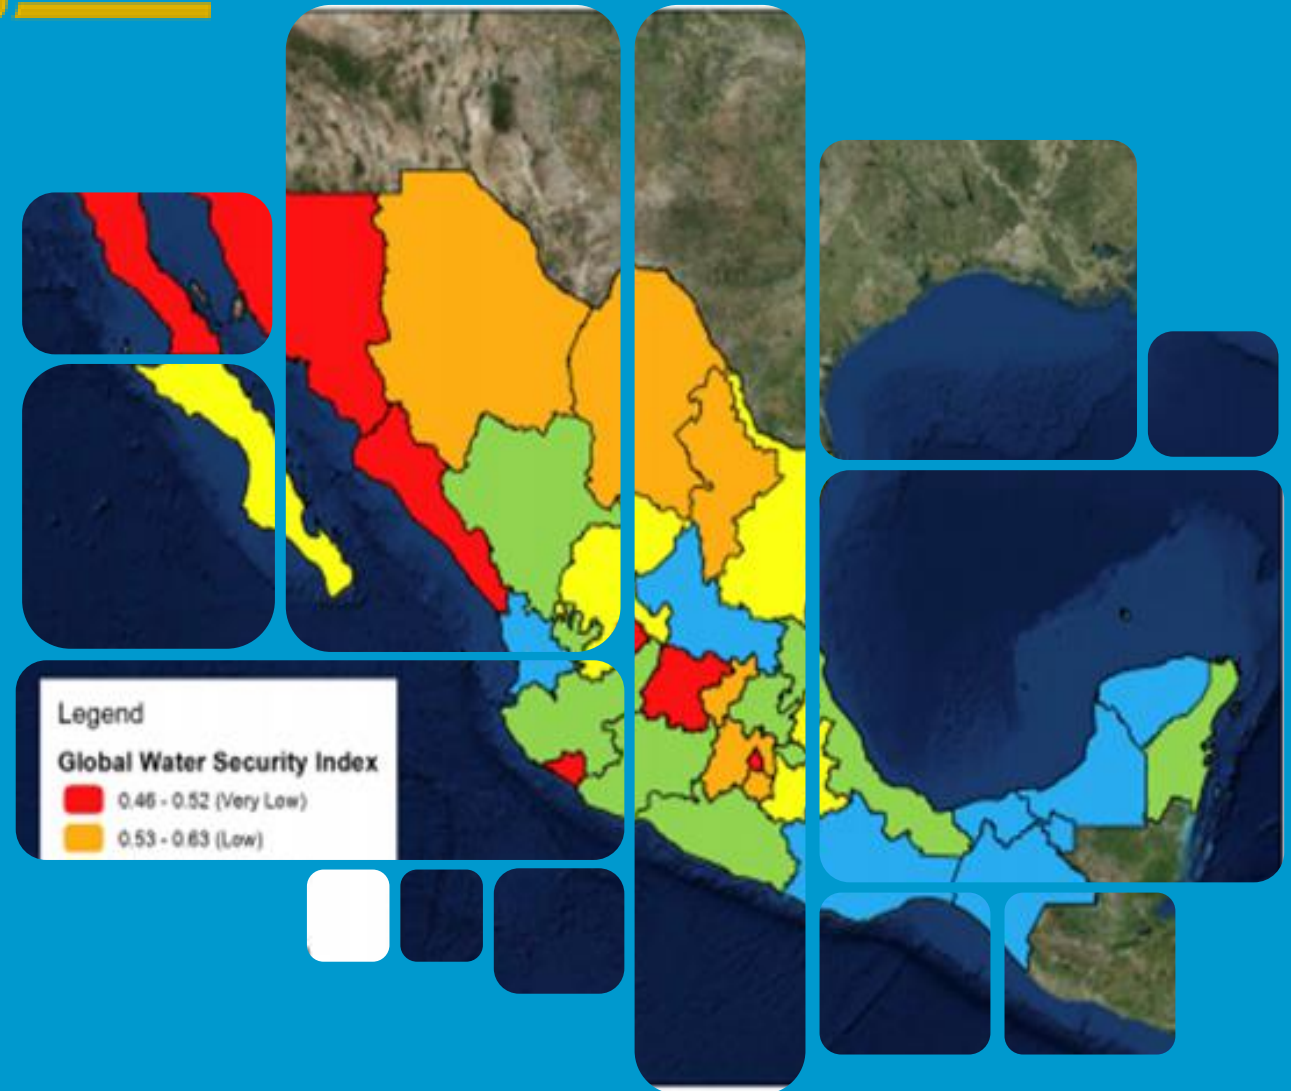 Legend
Global Water Security Index
0.46 - 0.52 (Very Low)
0.53 - 0.63 (Low)